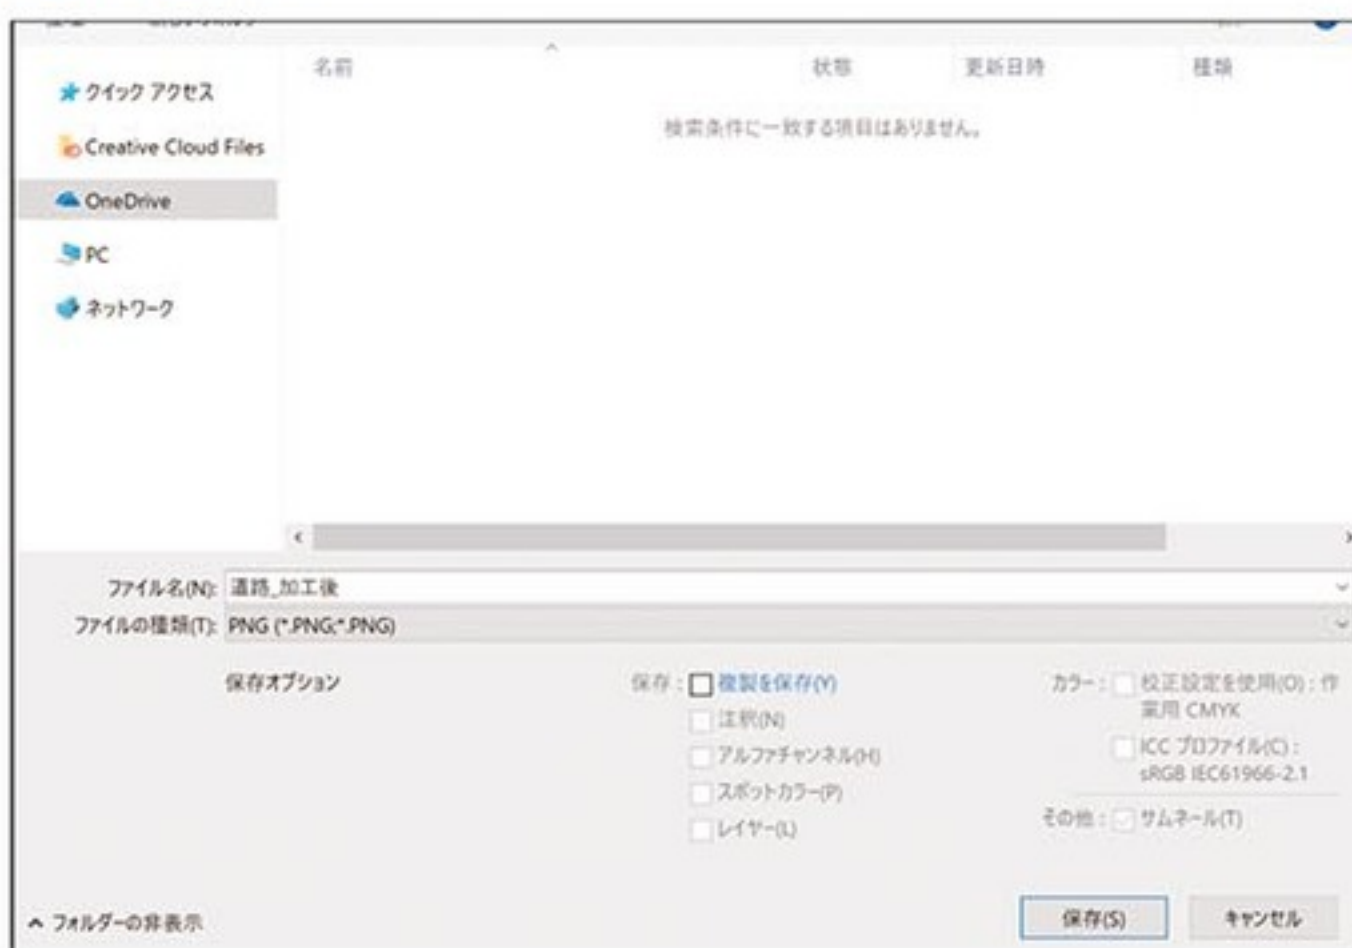 名前 状態 更新日時 種類
クイック アクセス
検索条件に一致する項目はありません。
Creative Cloud Files
OneDrive
PC
ネットワーク
ファイル名(N): 道路_加工後
ファイルの種類(T): PNG (*.PNG;*.PNG)
保存オプション
保存 : 複製を保存(Y)
注釈(N)
アルファチャンネル(H)
スポットカラー(P)
レイヤー(L)
カラー : 校正設定を使用(O) : 作
業用 CMYK
ICC プロファイル(C) :
sRGB IEC61966-2.1
その他 : サムネール(T)
フォルダーの非表示
保存(S) キャンセル